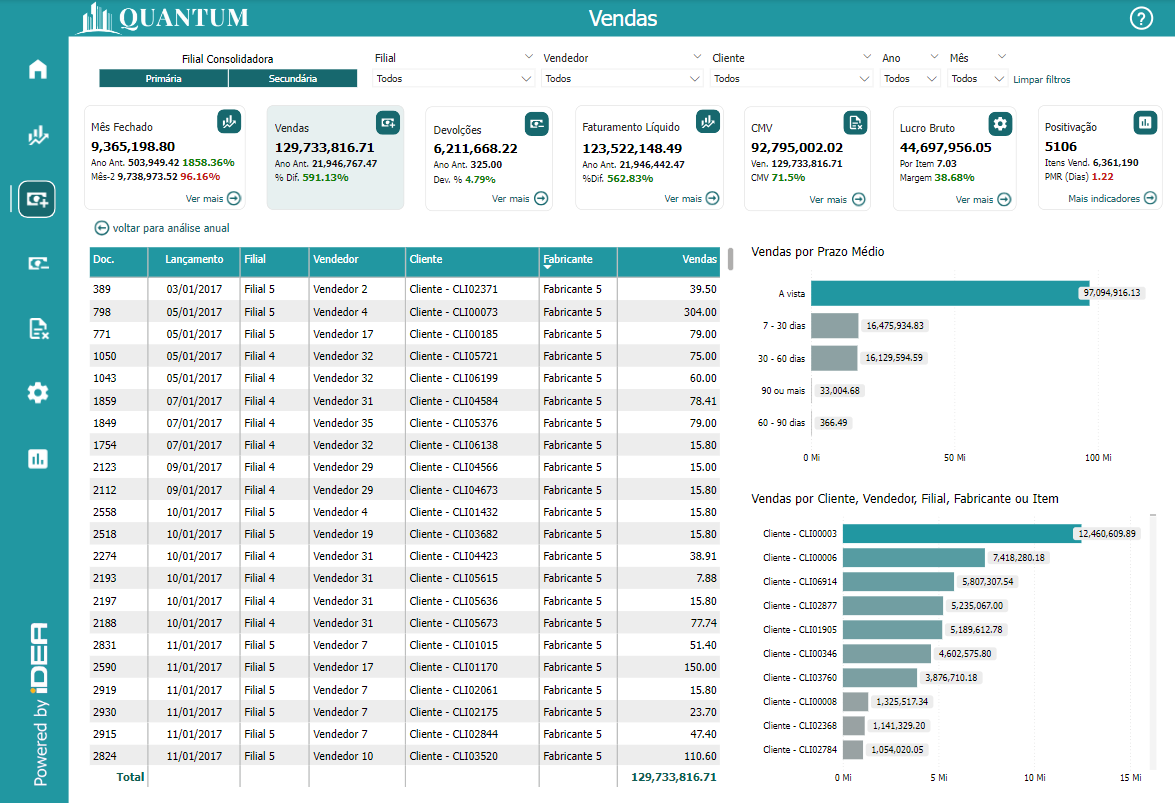 QUANTUM
Vendas
?
Filial Consolidadora
Primária Secundária
Filial Vendedor Cliente Ano Mês
Todos Todos Todos Todos Todos Limpar filtros
Mês Fechado
9,365,198.80
Ano Ant. 503,949.42 1858.36%
Mês-2 9,738,973.52 96.16%
Ver mais
Vendas
129,733,816.71
Ano Ant. 21,946,767.47
% Dif. 591.13%
Devolções
6,211,668.22
Ano Ant. 325.00
Dev. % 4.79%
Ver mais
Faturamento Líquido
123,522,148.49
Ano Ant. 21,946,442.47
%Dif. 562.83%
Ver mais
CMV
92,795,002.02
Ven. 129,733,816.71
CMV 71.5%
Ver mais
Lucro Bruto
44,697,956.05
Por Item 7.03
Margem 38.68%
Ver mais
Positivação
5106
Itens Vend. 6,361,190
PMR (Dias) 1.22
Mais indicadores
voltar para análise anual
Doc. Lançamento Filial Vendedor Cliente Fabricante Vendas
389 03/01/2017 Filial 5 Vendedor 2 Cliente - CLI02371 Fabricante 5 39.50
798 05/01/2017 Filial 5 Vendedor 4 Cliente - CLI00073 Fabricante 5 304.00
771 05/01/2017 Filial 5 Vendedor 17 Cliente - CLI00185 Fabricante 5 79.00
1050 05/01/2017 Filial 4 Vendedor 32 Cliente - CLI05721 Fabricante 5 75.00
1043 05/01/2017 Filial 4 Vendedor 32 Cliente - CLI06199 Fabricante 5 60.00
1859 07/01/2017 Filial 4 Vendedor 31 Cliente - CLI04584 Fabricante 5 78.41
1849 07/01/2017 Filial 4 Vendedor 35 Cliente - CLI05376 Fabricante 5 79.00
1754 07/01/2017 Filial 4 Vendedor 32 Cliente - CLI06138 Fabricante 5 15.80
2123 09/01/2017 Filial 4 Vendedor 29 Cliente - CLI04566 Fabricante 5 15.00
2112 09/01/2017 Filial 4 Vendedor 29 Cliente - CLI04673 Fabricante 5 15.80
2558 10/01/2017 Filial 5 Vendedor 4 Cliente - CLI01432 Fabricante 5 15.80
2518 10/01/2017 Filial 5 Vendedor 19 Cliente - CLI03682 Fabricante 5 15.80
2274 10/01/2017 Filial 4 Vendedor 31 Cliente - CLI04423 Fabricante 5 38.91
2193 10/01/2017 Filial 4 Vendedor 31 Cliente - CLI05615 Fabricante 5 7.88
2197 10/01/2017 Filial 4 Vendedor 31 Cliente - CLI05636 Fabricante 5 15.80
2188 10/01/2017 Filial 4 Vendedor 31 Cliente - CLI05673 Fabricante 5 77.74
2831 11/01/2017 Filial 5 Vendedor 7 Cliente - CLI01015 Fabricante 5 51.40
2590 11/01/2017 Filial 5 Vendedor 17 Cliente - CLI01170 Fabricante 5 150.00
2919 11/01/2017 Filial 5 Vendedor 7 Cliente - CLI02061 Fabricante 5 15.80
2930 11/01/2017 Filial 5 Vendedor 7 Cliente - CLI02175 Fabricante 5 23.70
2915 11/01/2017 Filial 5 Vendedor 7 Cliente - CLI02844 Fabricante 5 47.40
2824 11/01/2017 Filial 5 Vendedor 10 Cliente - CLI03520 Fabricante 5 110.60
Total 129,733,816.71
Vendas por Prazo Médio
A vista 97,094,916.13
7 - 30 dias 16,475,934.83
30 - 60 dias 16,129,594.59
90 ou mais 33,004.68
60 - 90 dias 366.49
0 Mi 50 Mi 100 Mi
Vendas por Cliente, Vendedor, Filial, Fabricante ou Item
Cliente - CLI00003 12,460,609.89
Cliente - CLI00006 7,418,280.18
Cliente - CLI06914 5,807,307.54
Cliente - CLI02877 5,235,067.00
Cliente - CLI01905 5,189,612.78
Cliente - CLI00346 4,602,575.80
Cliente - CLI03760 3,876,710.18
Cliente - CLI00008 1,325,517.34
Cliente - CLI02368 1,141,329.20
Cliente - CLI02784 1,054,020.05
0 Mi 5 Mi 10 Mi 15 Mi
Powered by iDEA